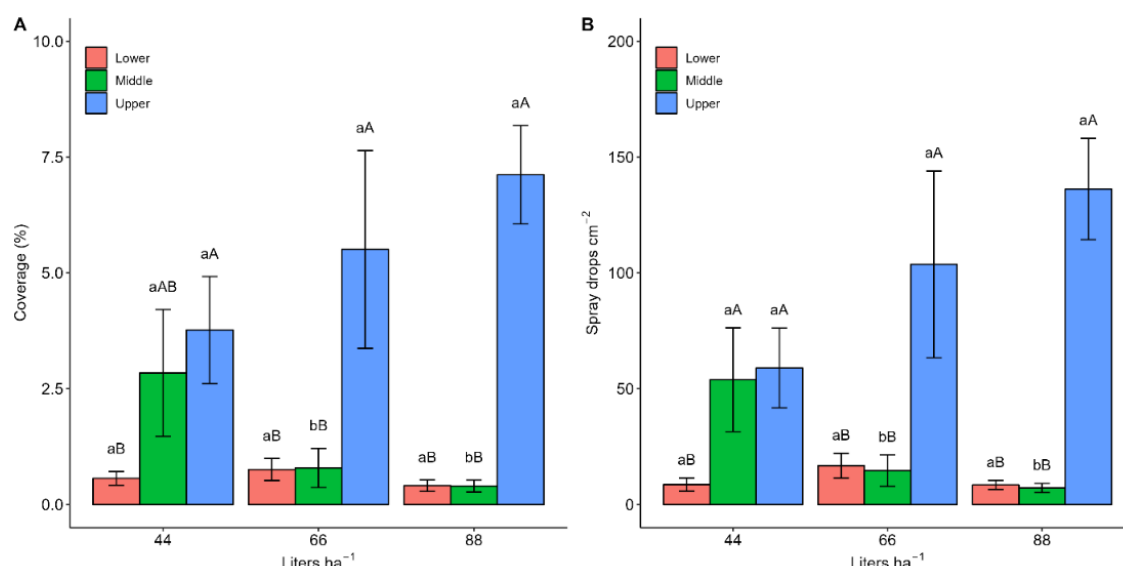 A
10.0
7.5
5.0
2.5
0.0
Coverage (%)
Lower
Middle
Upper
aB
aAB
aA
aB
bB
aA
aB
bB
aA
44
66
88
Liters ha⁻¹
B
200
150
100
50
0
Spray drops cm⁻²
Lower
Middle
Upper
aB
aA
aA
aB
bB
aA
aB
bB
aA
44
66
88
Liters ha⁻¹